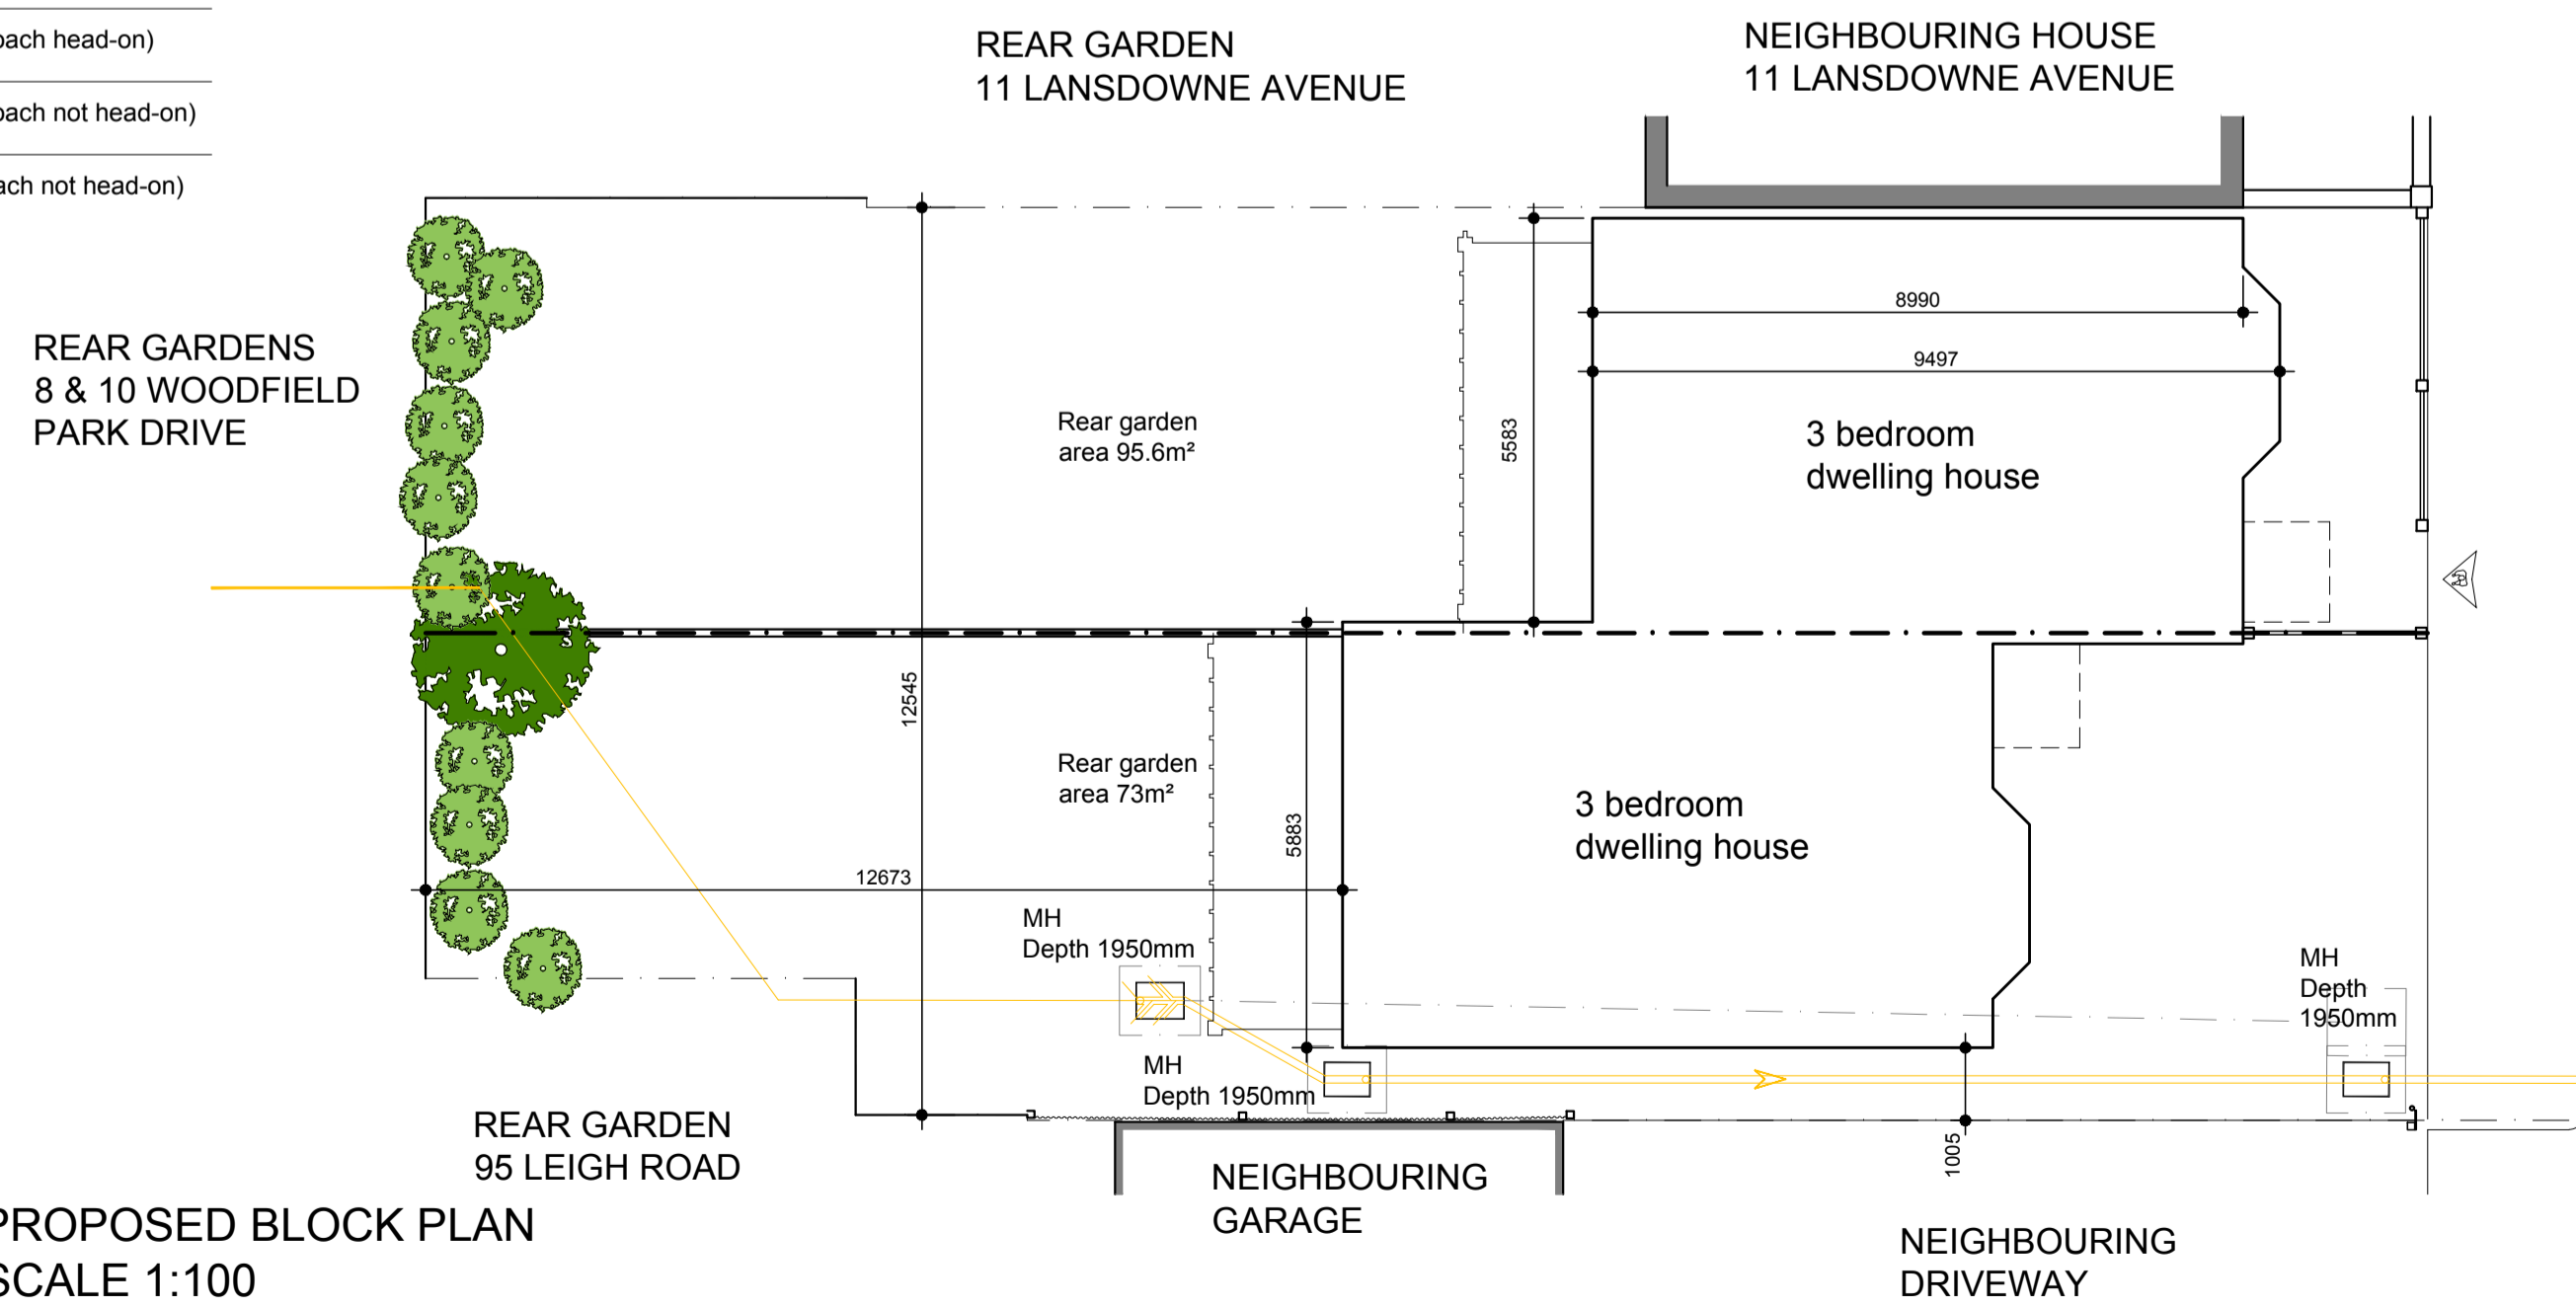 oach head-on)
oach not head-on)
ach not head-on)
REAR GARDEN
11 LANSDOWNE AVENUE
NEIGHBOURING HOUSE
11 LANSDOWNE AVENUE
REAR GARDENS
8 & 10 WOODFIELD
PARK DRIVE
8990
9497
5583
Rear garden
area 95.6m²
3 bedroom
dwelling house
12545
Rear garden
area 73m²
5883
3 bedroom
dwelling house
12673
MH
Depth 1950mm
MH
Depth
1950mm
MH
Depth 1950mm
1005
REAR GARDEN
95 LEIGH ROAD
NEIGHBOURING
GARAGE
NEIGHBOURING
DRIVEWAY
PROPOSED BLOCK PLAN
SCALE 1:100